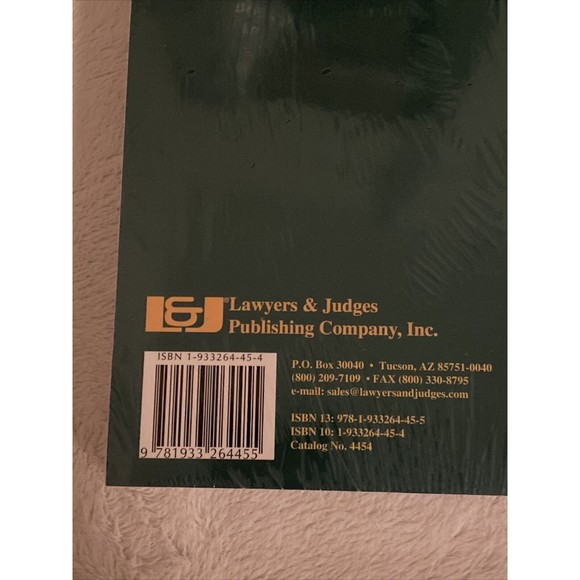 L&J® Lawyers & Judges
Publishing Company, Inc.
ISBN 1-933264-45-4
9 781933 264455
P.O. Box 30040 • Tucson, AZ 85751-0040
(800) 209-7109 • FAX (800) 330-8795
e-mail: sales@lawyersandjudges.com
ISBN 13: 978-1-933264-45-5
ISBN 10: 1-933264-45-4
Catalog No. 4454